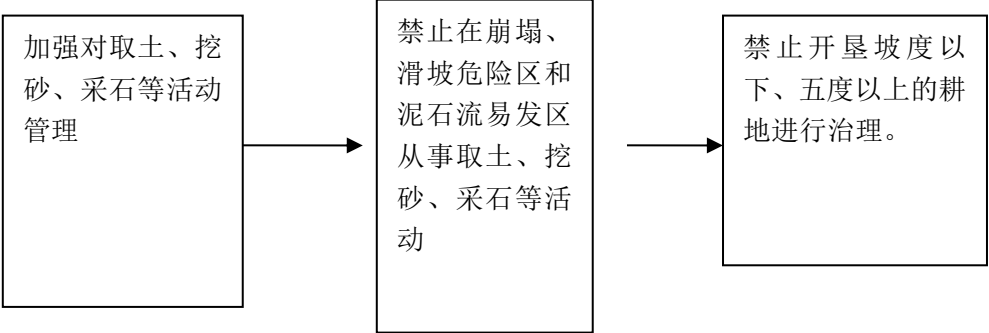 加强对取土、挖
砂、采石等活动
管理
禁止在崩塌、
滑坡危险区和
泥石流易发区
从事取土、挖
砂、采石等活
动
禁止开垦坡度以
下、五度以上的耕
地进行治理。